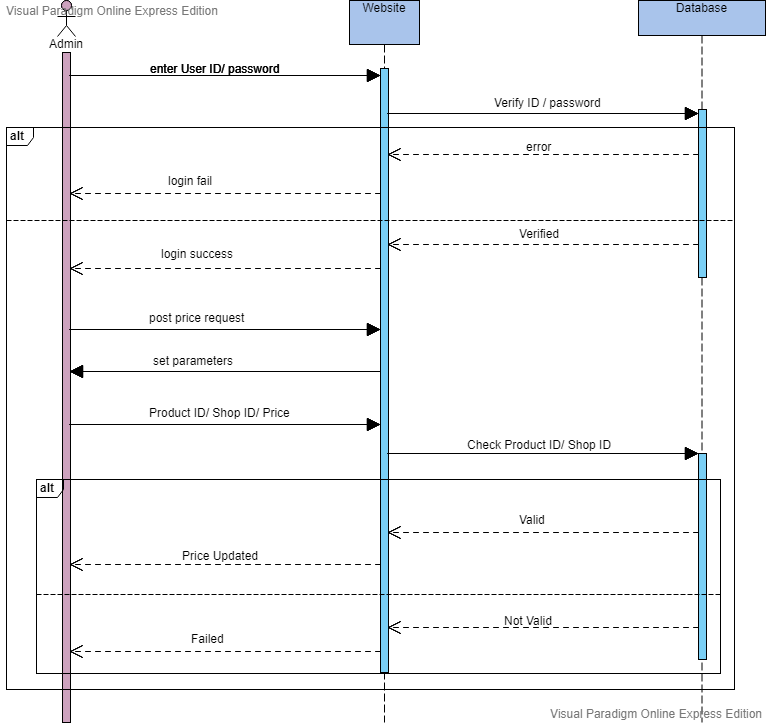 Visual Paradigm Online Express Edition
Website
Database
Admin
enter User ID/ password
Verify ID / password
alt
error
login fail
Verified
login success
post price request
set parameters
Product ID/ Shop ID/ Price
Check Product ID/ Shop ID
alt
Valid
Price Updated
Not Valid
Failed
Visual Paradigm Online Express Edition